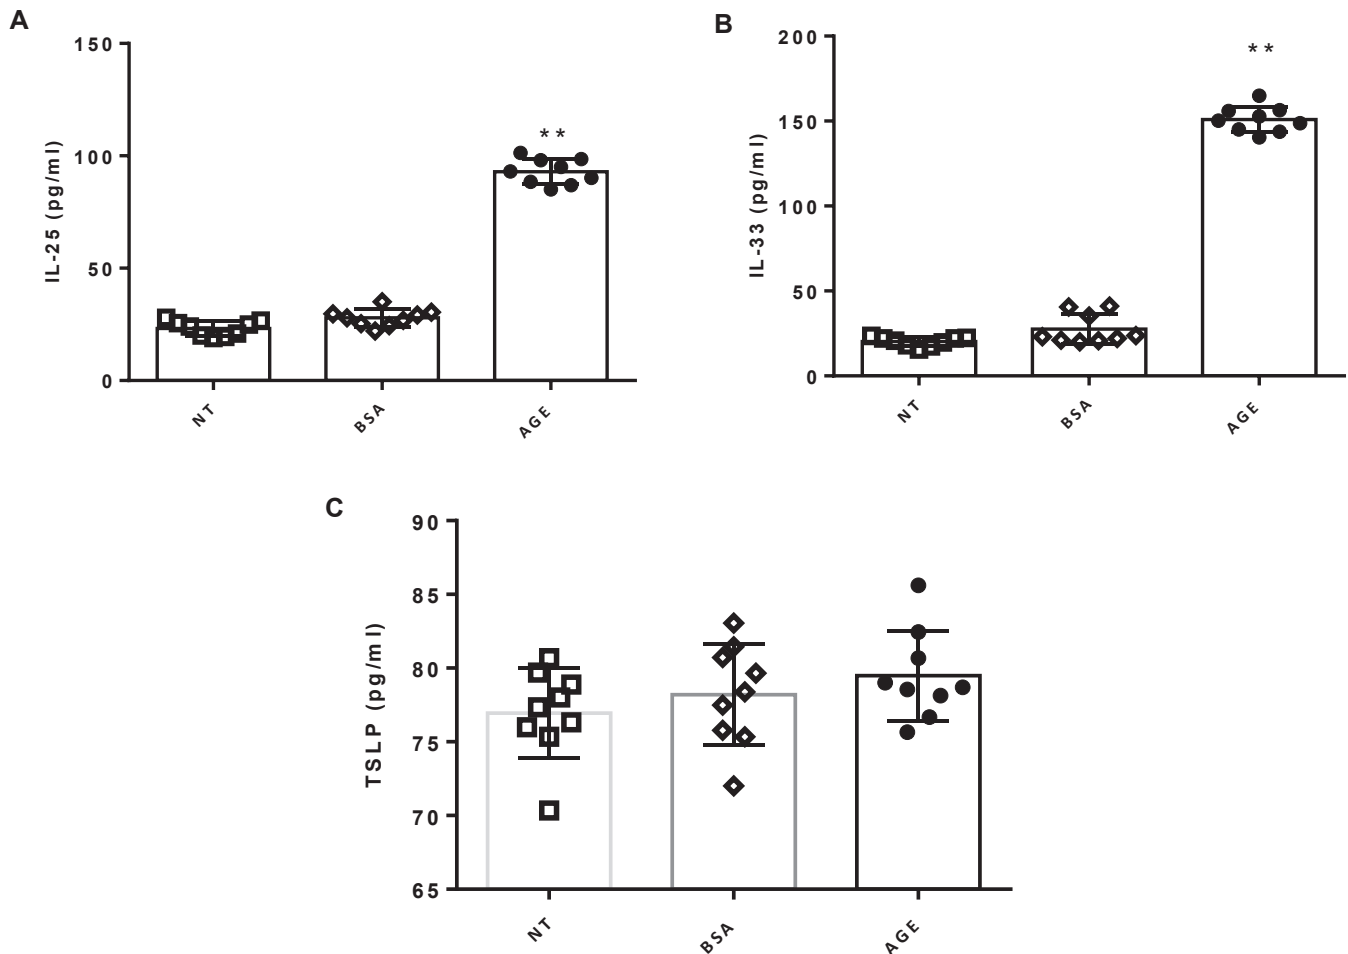 A
IL-25 (pg/ml)
150
100
50
0
**
NT
BSA
AGE
B
IL-33 (pg/ml)
200
150
100
50
0
**
NT
BSA
AGE
C
TSLP (pg/ml)
90
85
80
75
70
65
NT
BSA
AGE